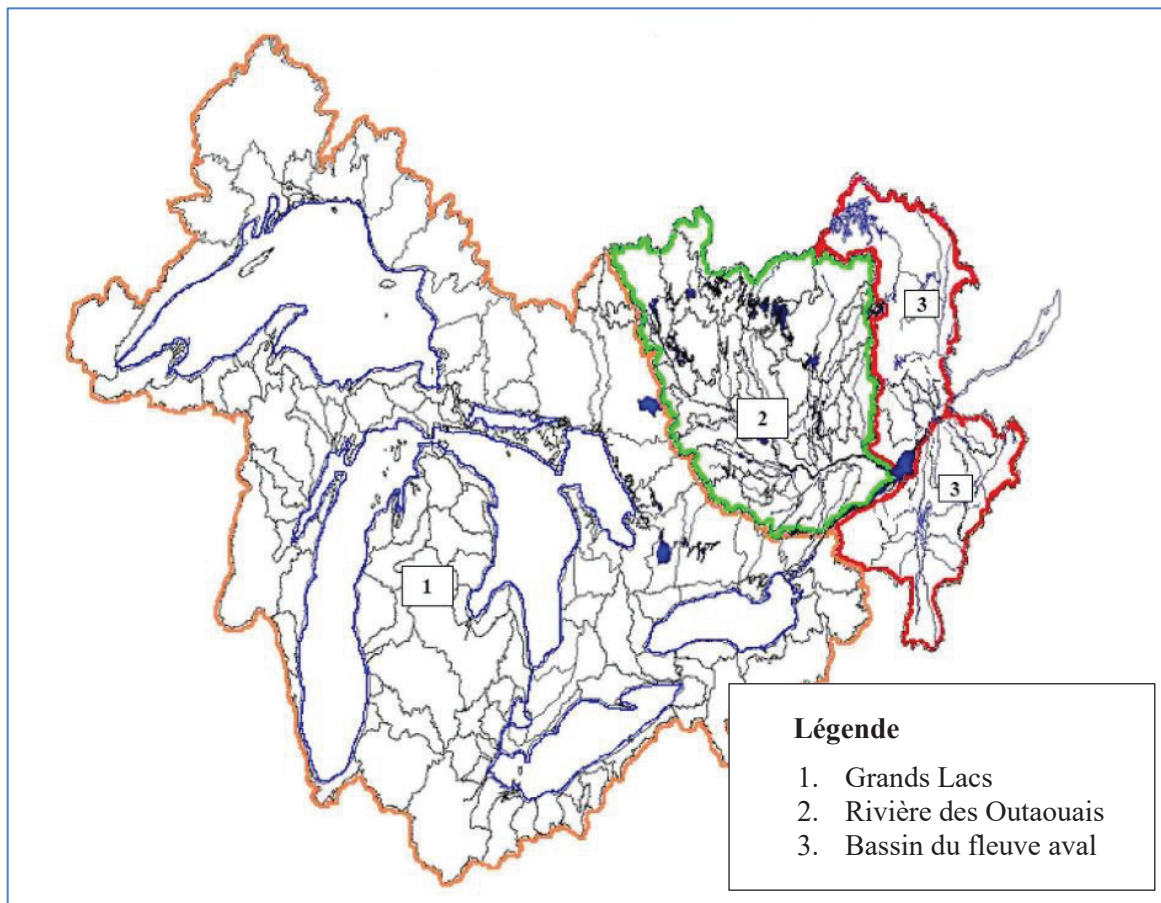 3
2
3
1
Légende
1. Grands Lacs
2. Rivière des Outaouais
3. Bassin du fleuve aval